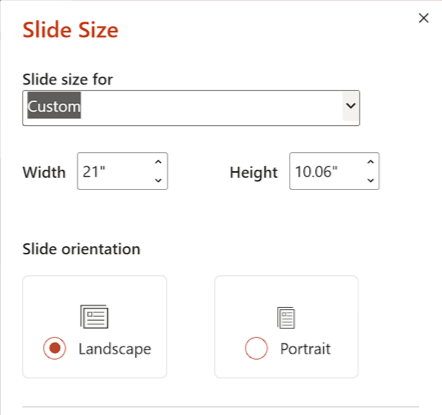 Slide Size
Slide size for
Custom
Width 21" Height 10.06"
Slide orientation
Landscape Portrait